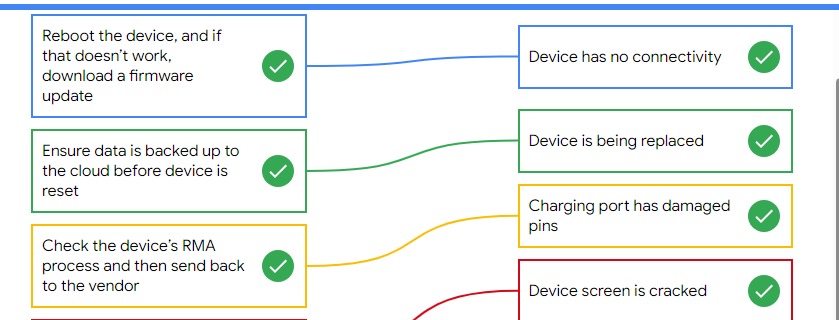 Reboot the device, and if
that doesn't work,
download a firmware
update
Device has no connectivity
Ensure data is backed up to
the cloud before device is
reset
Device is being replaced
Check the device's RMA
process and then send back
to the vendor
Charging port has damaged
pins
Device screen is cracked